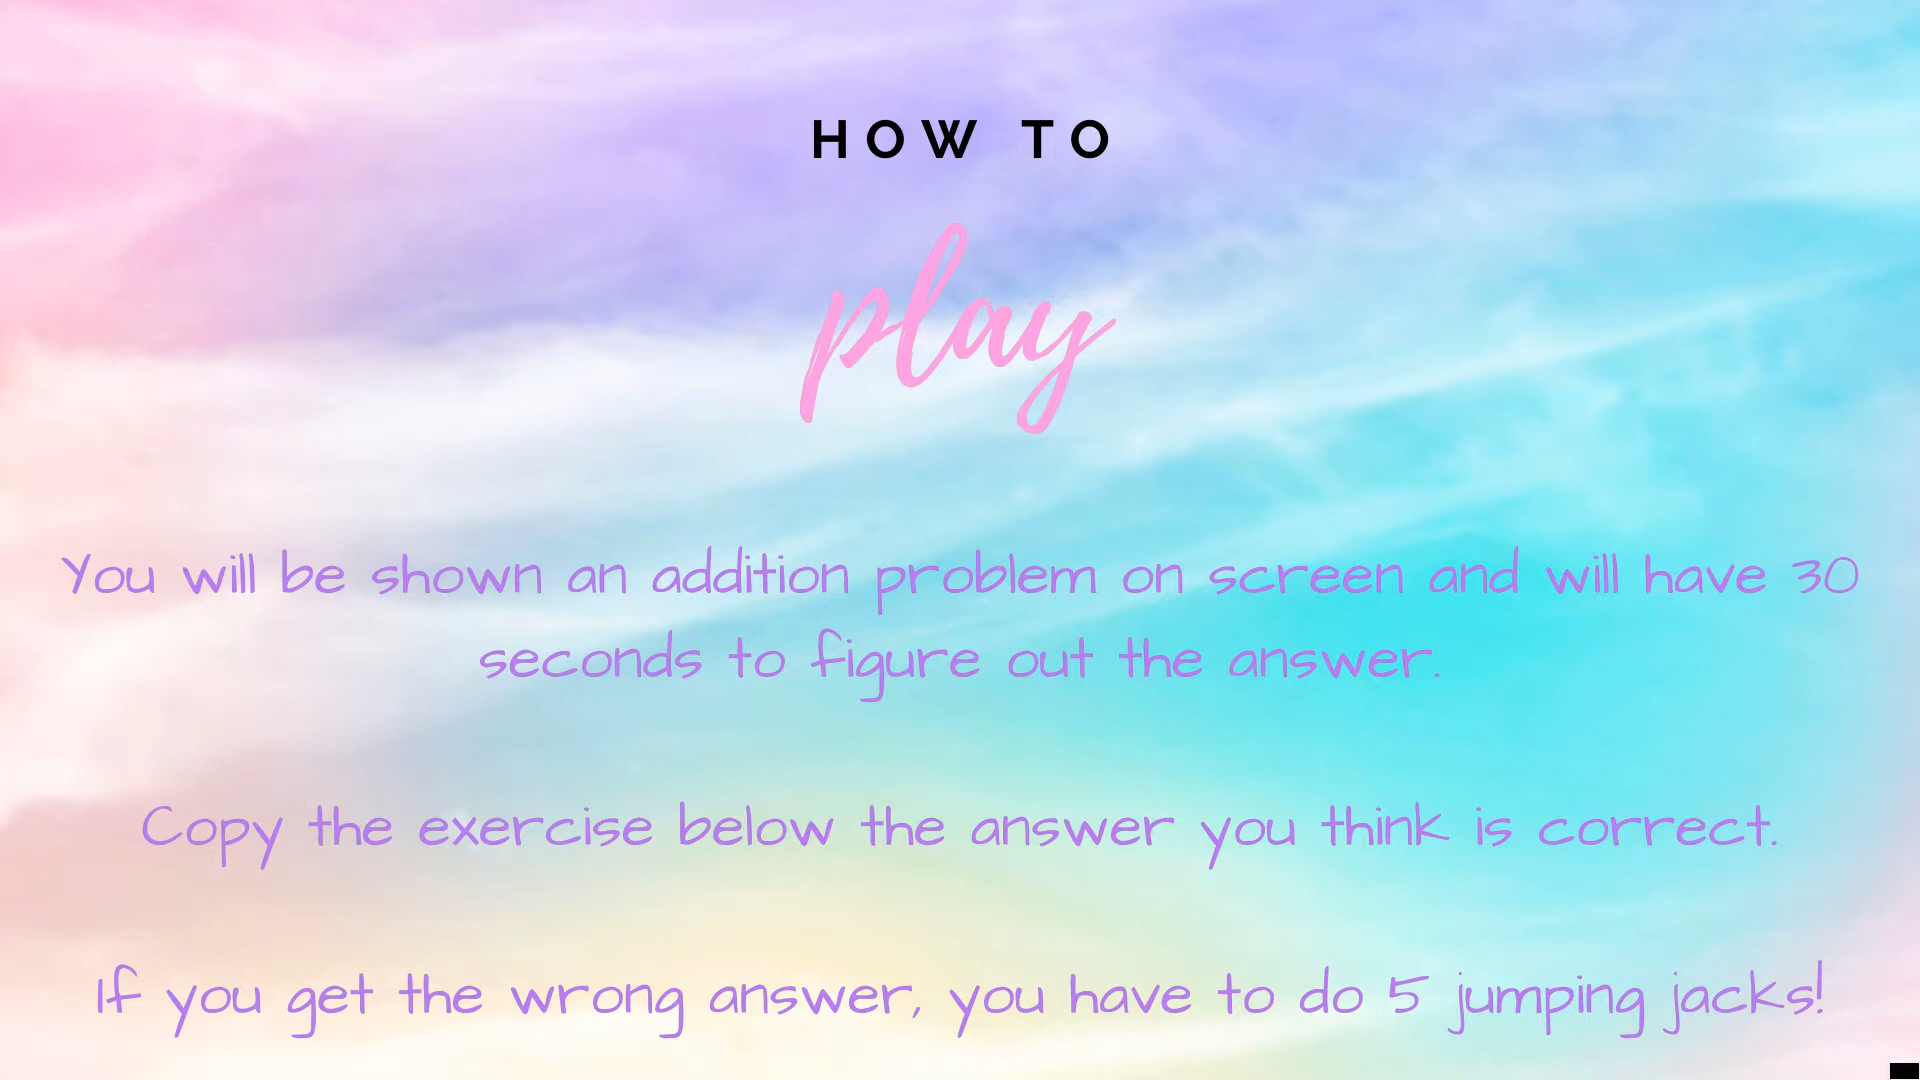 HOW TO
play
You will be shown an addition problem on screen and will have 30
seconds to figure out the answer.
Copy the exercise below the answer you think is correct.
If you get the wrong answer, you have to do 5 jumping jacks!